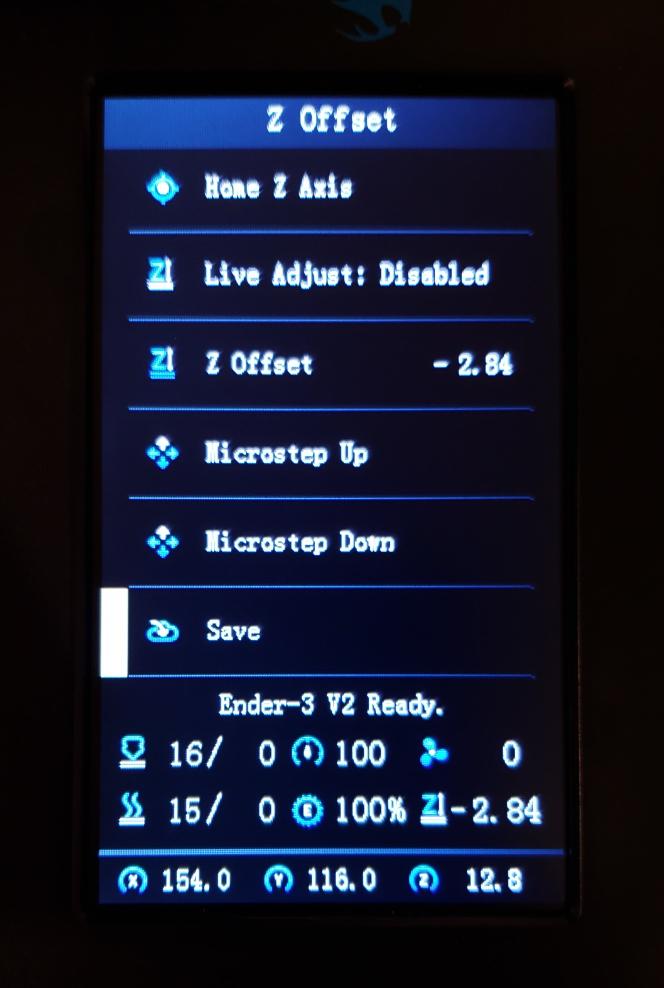 Z Offset
Home Z Axis
Live Adjust: Disabled
Z Offset -2.84
Microstep Up
Microstep Down
Save
Ender-3 V2 Ready.
16/ 0 100 0
15/ 0 E 100% Z -2.84
X 154.0 Y 116.0 Z 12.8